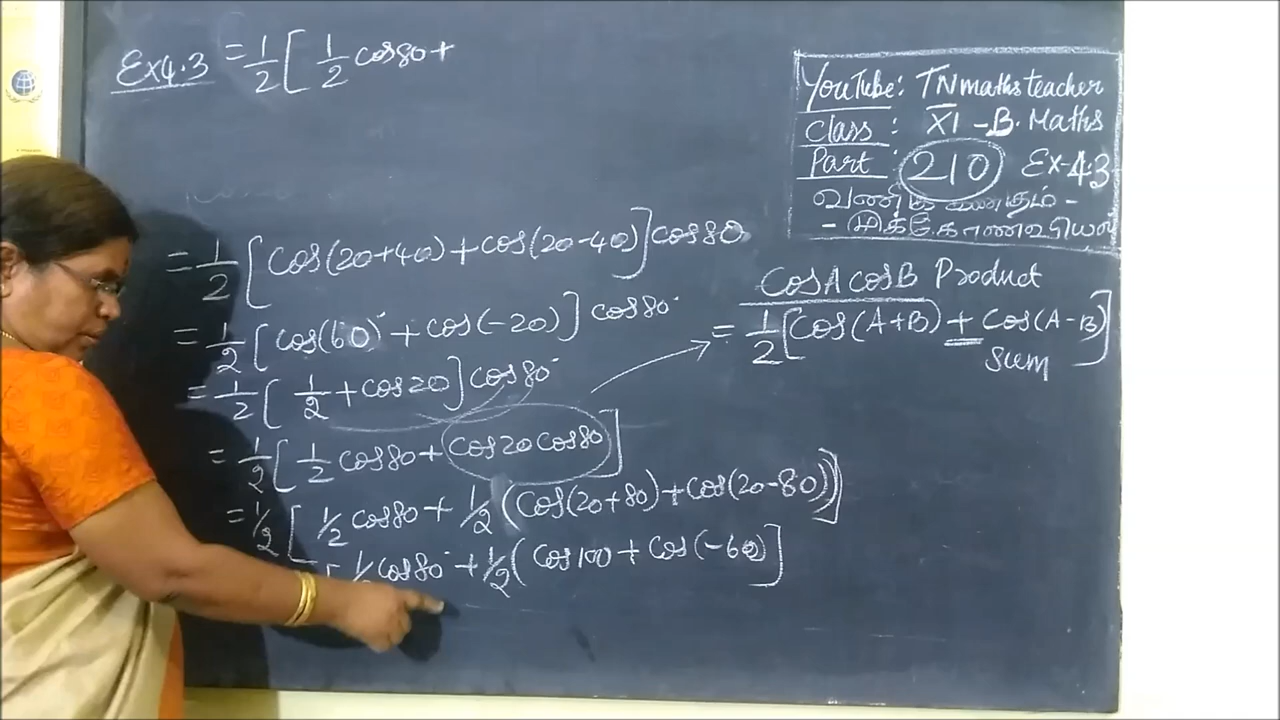 Ex4.3 = 1/2 [ 1/2 cos80 +
= 1/2 [ cos(20+40) + cos(20-40) ] cos80
= 1/2 [ cos(60°) + cos(-20) ] cos80°
= 1/2 [ 1/2 + cos20 ] cos80°
= 1/2 [ 1/2 cos80 + cos20 cos80 ]
= 1/2 [ 1/2 cos80 + 1/2 ( cos(20+80) + cos(20-80) ) ]
cos80° + 1/2 ( cos100 + cos(-60) ]
YouTube: TNmathsteacher
Class : XI - B. Maths
Part : 210 Ex-4.3
CosA cosB Product
= 1/2 [ cos(A+B) + cos(A-B) ]
sum